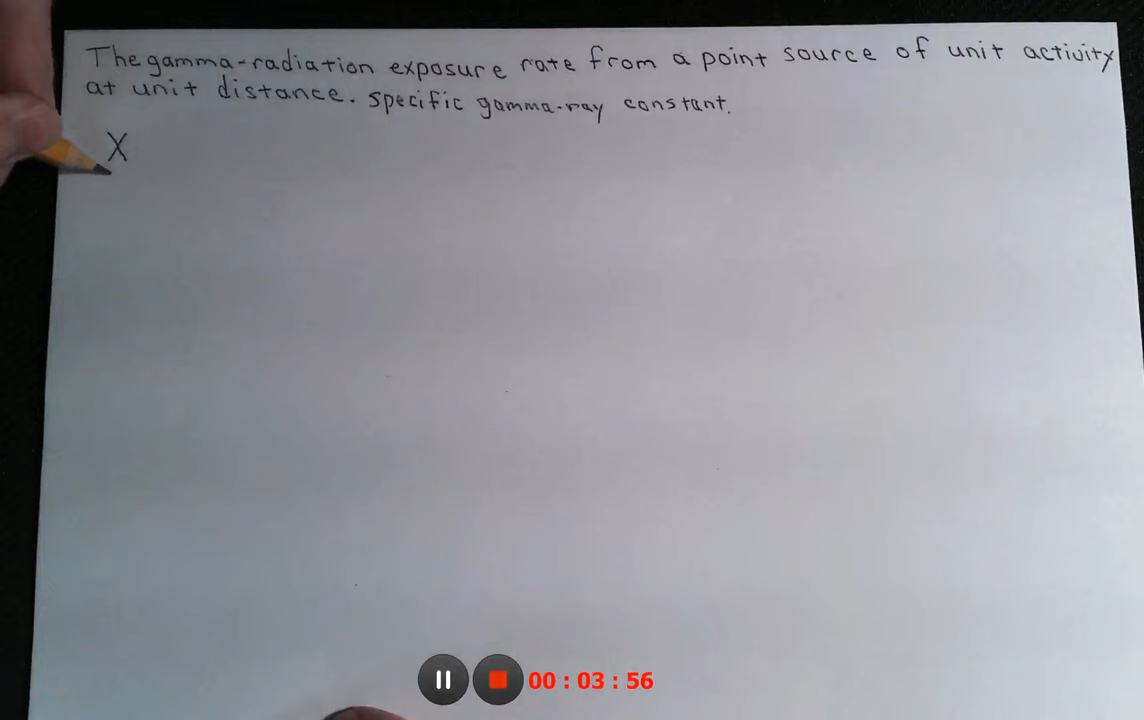 The gamma-radiation exposure rate from a point source of unit activity
at unit distance. specific gamma-ray constant.
X
00 : 03 : 56